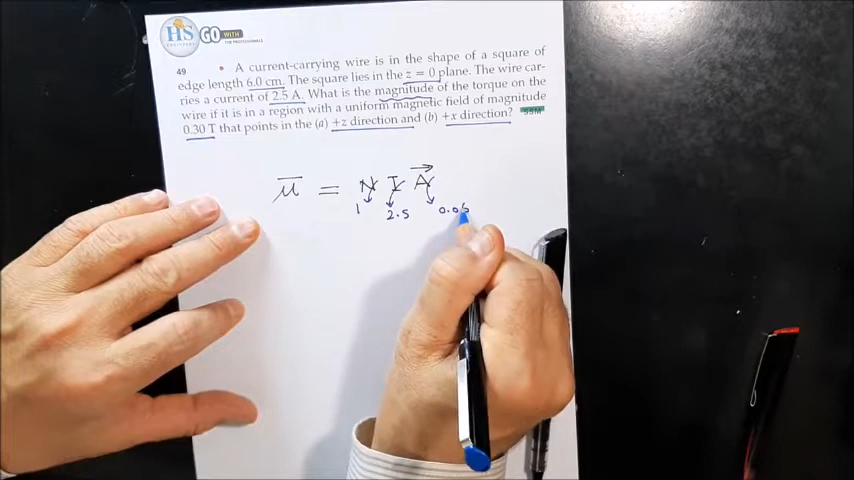 HS
ENGINEERING
GO WITH
THE
PROFESSIONAL
49 • A current-carrying wire is in the shape of a square of
edge length 6.0 cm. The square lies in the z = 0 plane. The wire car-
ries a current of 2.5 A. What is the magnitude of the torque on the
wire if it is in a region with a uniform magnetic field of magnitude
0.30 T that points in the (a) +z direction and (b) +x direction? SSM
μ = N I A
1 2.5 0.06